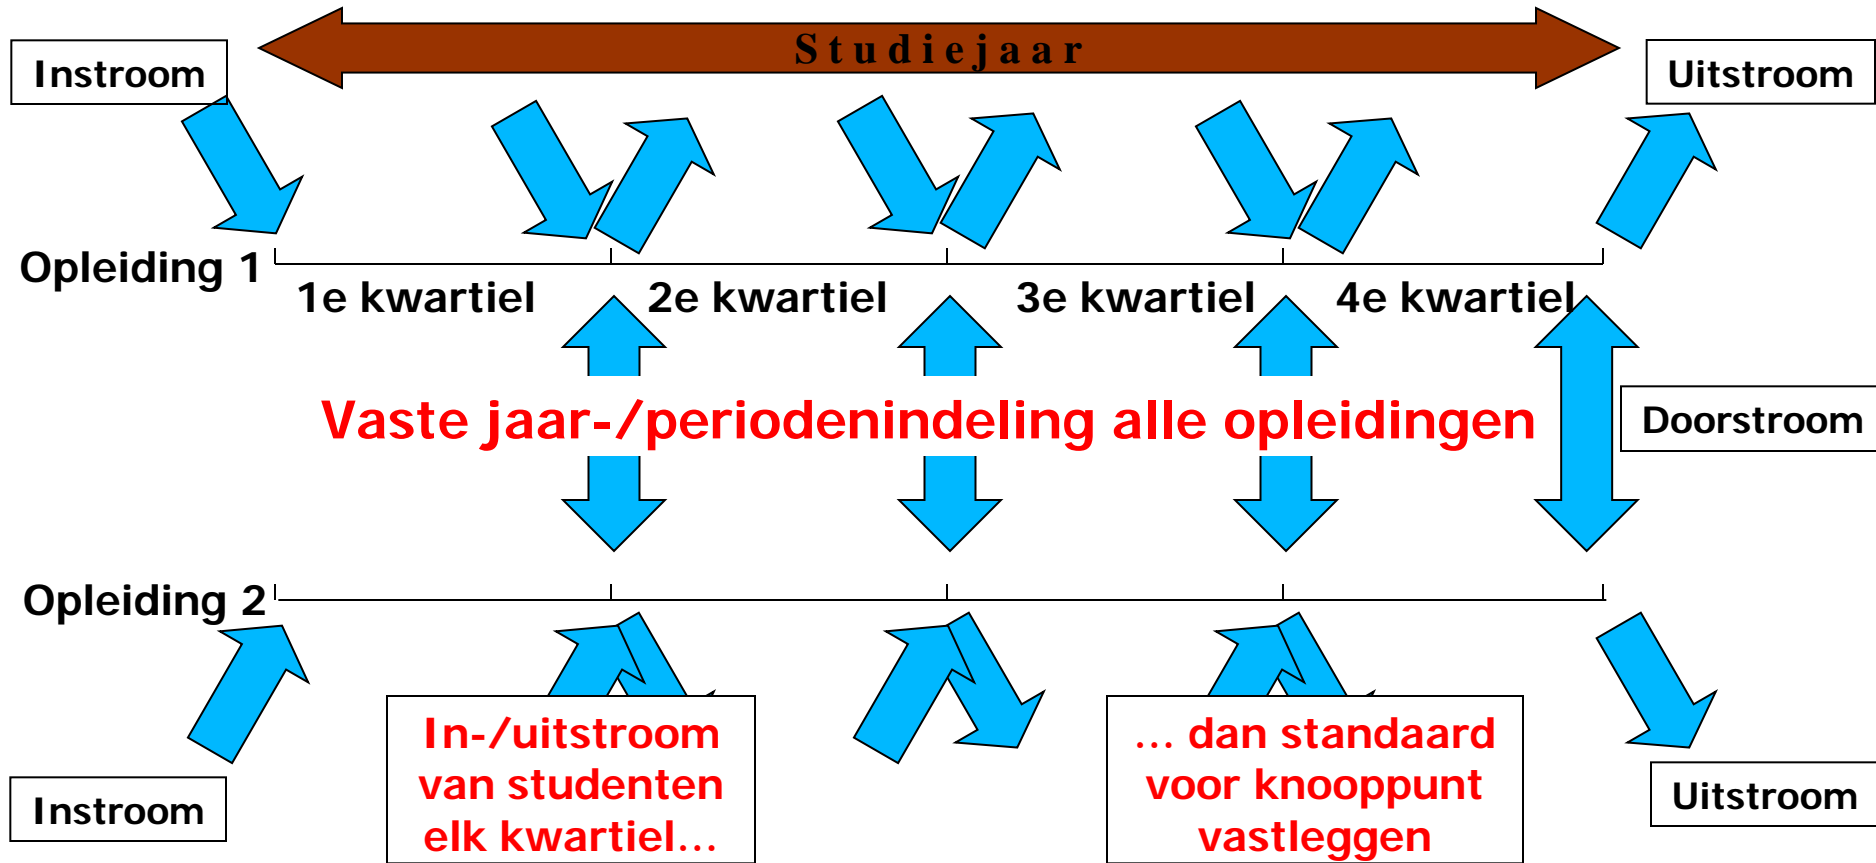 Studiejaar
Instroom
Uitstroom
Opleiding 1
1e kwartiel
2e kwartiel
3e kwartiel
4e kwartiel
Vaste jaar-/periodenindeling alle opleidingen
Doorstroom
Opleiding 2
In-/uitstroom
van studenten
elk kwartiel...
... dan standaard
voor knooppunt
vastleggen
Instroom
Uitstroom